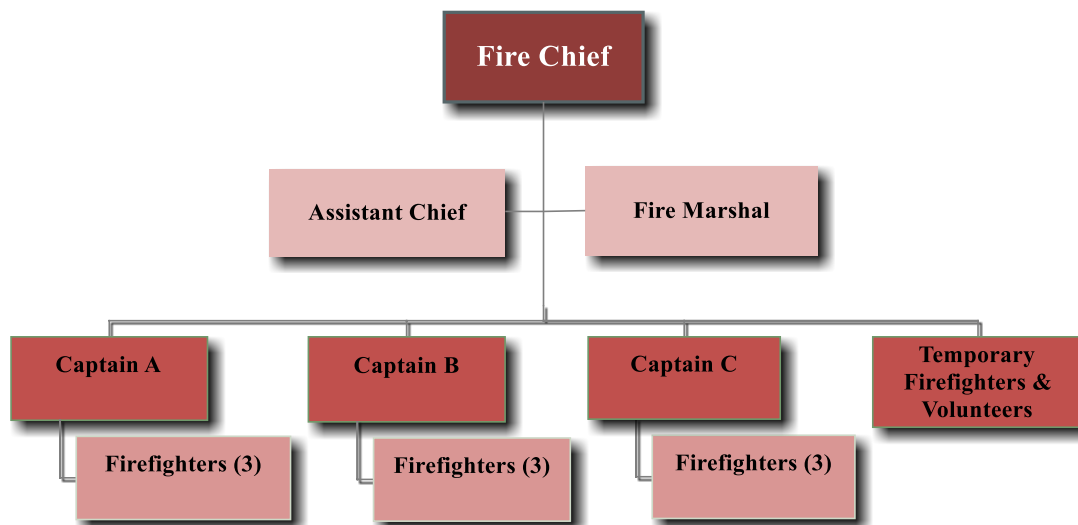 Fire Chief
Assistant Chief
Fire Marshal
Captain A
Captain B
Captain C
Temporary
Firefighters &
Volunteers
Firefighters (3)
Firefighters (3)
Firefighters (3)